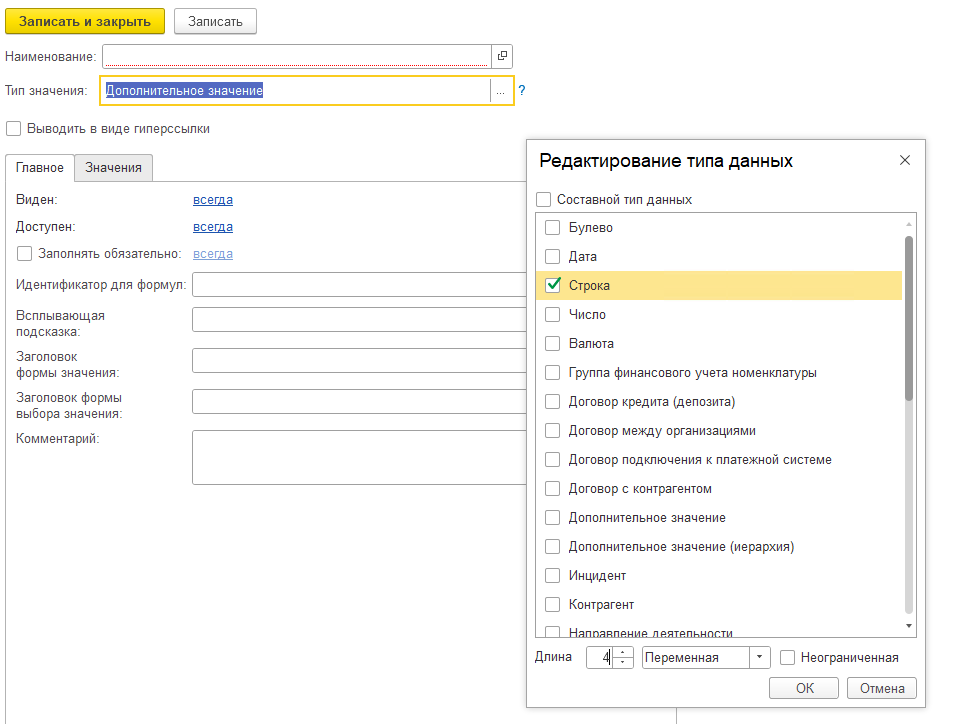 Записать и закрыть Записать
Наименование:
Тип значения: Дополнительное значение ... ?
Выводить в виде гиперссылки
Главное Значения
Виден: всегда
Доступен: всегда
Заполнять обязательно: всегда
Идентификатор для формул:
Всплывающая
подсказка:
Заголовок
формы значения:
Заголовок формы
выбора значения:
Комментарий:
Редактирование типа данных
Составной тип данных
Булево
Дата
Строка
Число
Валюта
Группа финансового учета номенклатуры
Договор кредита (депозита)
Договор между организациями
Договор подключения к платежной системе
Договор с контрагентом
Дополнительное значение
Дополнительное значение (иерархия)
Инцидент
Контрагент
Направление деятельности
Длина 4 Переменная Неограниченная
ОК Отмена